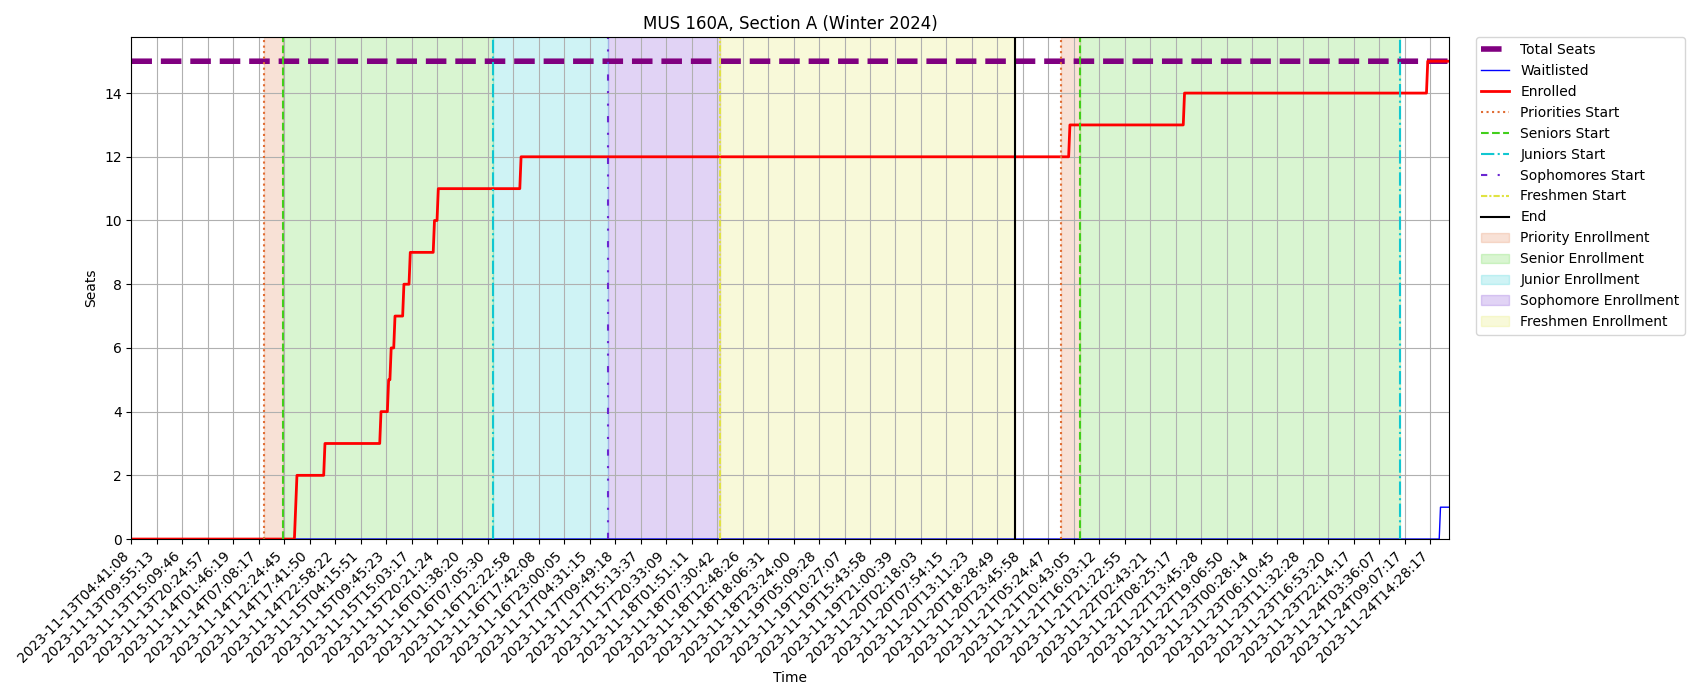 MUS 160A, Section A (Winter 2024)
Total Seats
Waitlisted
Enrolled
Priorities Start
Seniors Start
Juniors Start
Sophomores Start
Freshmen Start
End
Priority Enrollment
Senior Enrollment
Junior Enrollment
Sophomore Enrollment
Freshmen Enrollment
Seats
14
12
10
8
6
4
2
0
2023-11-13T04:41:08
2023-11-13T09:55:13
2023-11-13T15:09:46
2023-11-13T20:24:57
2023-11-14T01:46:19
2023-11-14T07:08:17
2023-11-14T12:24:45
2023-11-14T17:41:50
2023-11-14T22:58:22
2023-11-15T04:15:51
2023-11-15T09:45:23
2023-11-15T15:03:17
2023-11-15T20:21:24
2023-11-16T01:38:20
2023-11-16T07:05:30
2023-11-16T12:22:58
2023-11-16T17:42:08
2023-11-16T23:00:05
2023-11-17T04:31:15
2023-11-17T09:49:18
2023-11-17T15:13:37
2023-11-17T20:33:09
2023-11-18T01:51:11
2023-11-18T07:30:42
2023-11-18T12:48:26
2023-11-18T18:06:31
2023-11-18T23:24:00
2023-11-19T05:09:28
2023-11-19T10:27:07
2023-11-19T15:43:58
2023-11-19T21:00:39
2023-11-20T02:18:03
2023-11-20T07:54:15
2023-11-20T13:11:23
2023-11-20T18:28:49
2023-11-20T23:45:58
2023-11-21T05:24:47
2023-11-21T10:43:05
2023-11-21T16:03:12
2023-11-21T21:22:55
2023-11-22T02:43:21
2023-11-22T08:25:17
2023-11-22T13:45:28
2023-11-22T19:06:50
2023-11-23T00:28:14
2023-11-23T06:10:45
2023-11-23T11:32:28
2023-11-23T16:53:20
2023-11-23T22:14:17
2023-11-24T03:36:07
2023-11-24T09:07:17
2023-11-24T14:28:17
Time